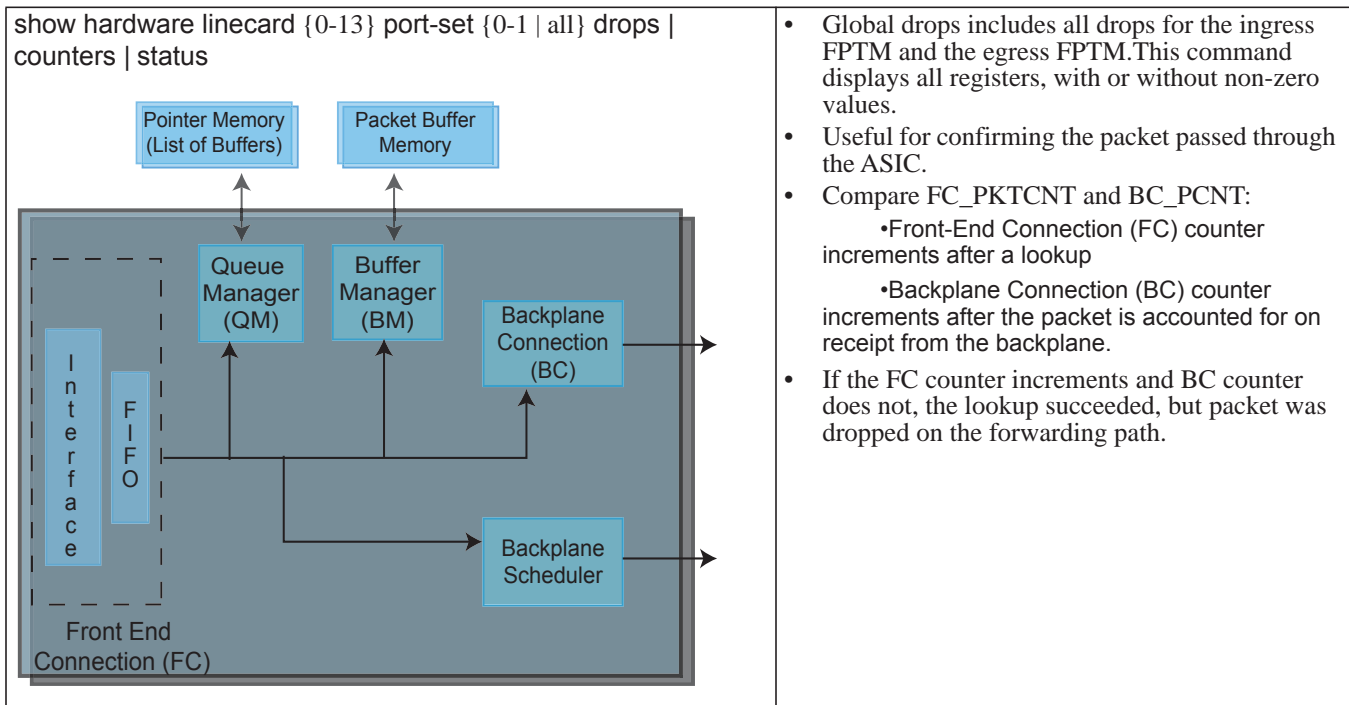 show hardware linecard {0-13} port-set {0-1 | all} drops |
counters | status
Pointer Memory
(List of Buffers)
Packet Buffer
Memory
Queue
Manager
(QM)
Buffer
Manager
(BM)
Backplane
Connection
(BC)
Interface
FIFO
Backplane
Scheduler
Front End
Connection (FC)
• Global drops includes all drops for the ingress
FPTM and the egress FPTM.This command
displays all registers, with or without non-zero
values.
• Useful for confirming the packet passed through
the ASIC.
• Compare FC_PKTCNT and BC_PCNT:
•Front-End Connection (FC) counter
increments after a lookup
•Backplane Connection (BC) counter
increments after the packet is accounted for on
receipt from the backplane.
• If the FC counter increments and BC counter
does not, the lookup succeeded, but packet was
dropped on the forwarding path.